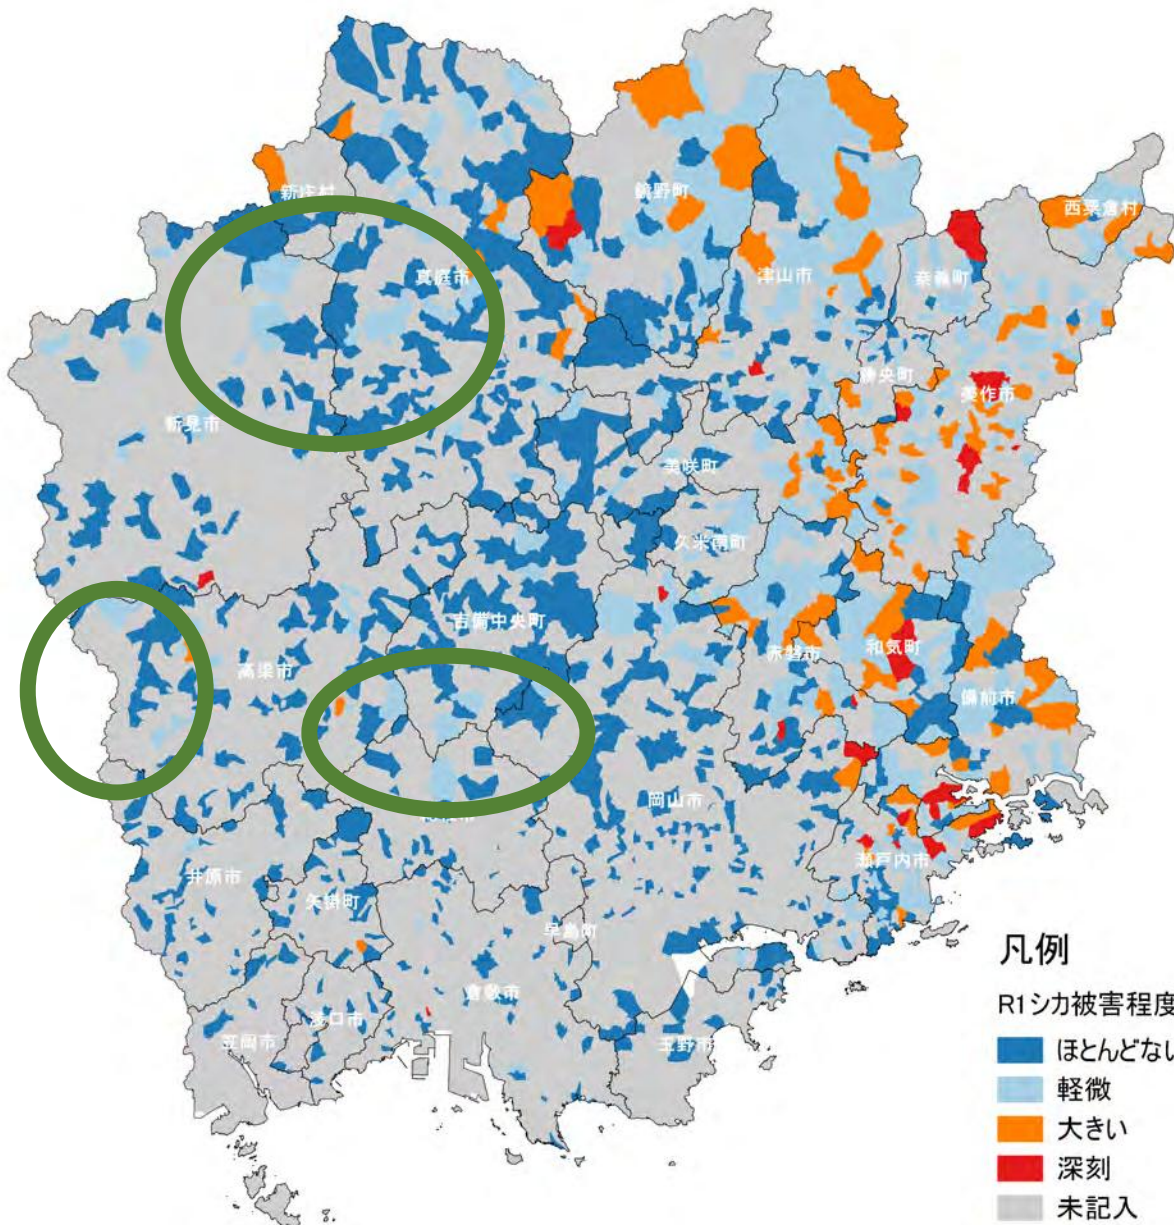 新庄村
鏡野町
西粟倉村
真庭市
津山市
奈義町
勝央町
美作市
新見市
美咲町
久米南町
吉備中央町
高梁市
赤磐市
和気町
備前市
岡山市
瀬戸内市
井原市
矢掛町
早島町
倉敷市
浅口市
笠岡市
玉野市
凡例
R1シカ被害程度
ほとんどない
軽微
大きい
深刻
未記入